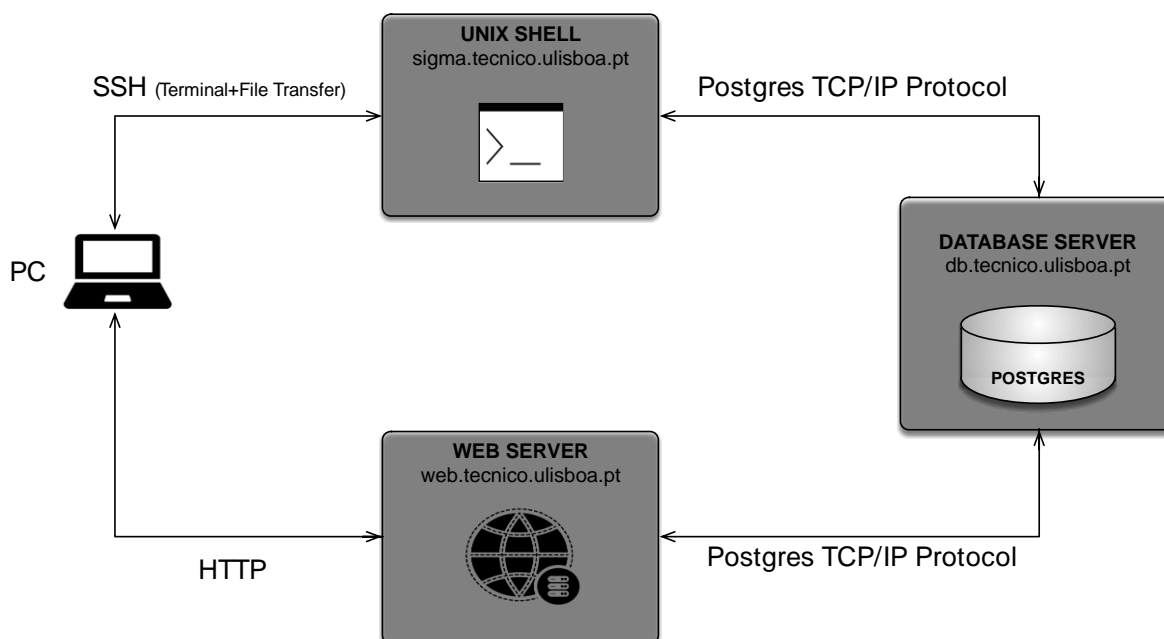 UNIX SHELL
sigma.tecnico.ulisboa.pt
SSH (Terminal+File Transfer)
Postgres TCP/IP Protocol
>_
PC
DATABASE SERVER
db.tecnico.ulisboa.pt
POSTGRES
WEB SERVER
web.tecnico.ulisboa.pt
HTTP
Postgres TCP/IP Protocol